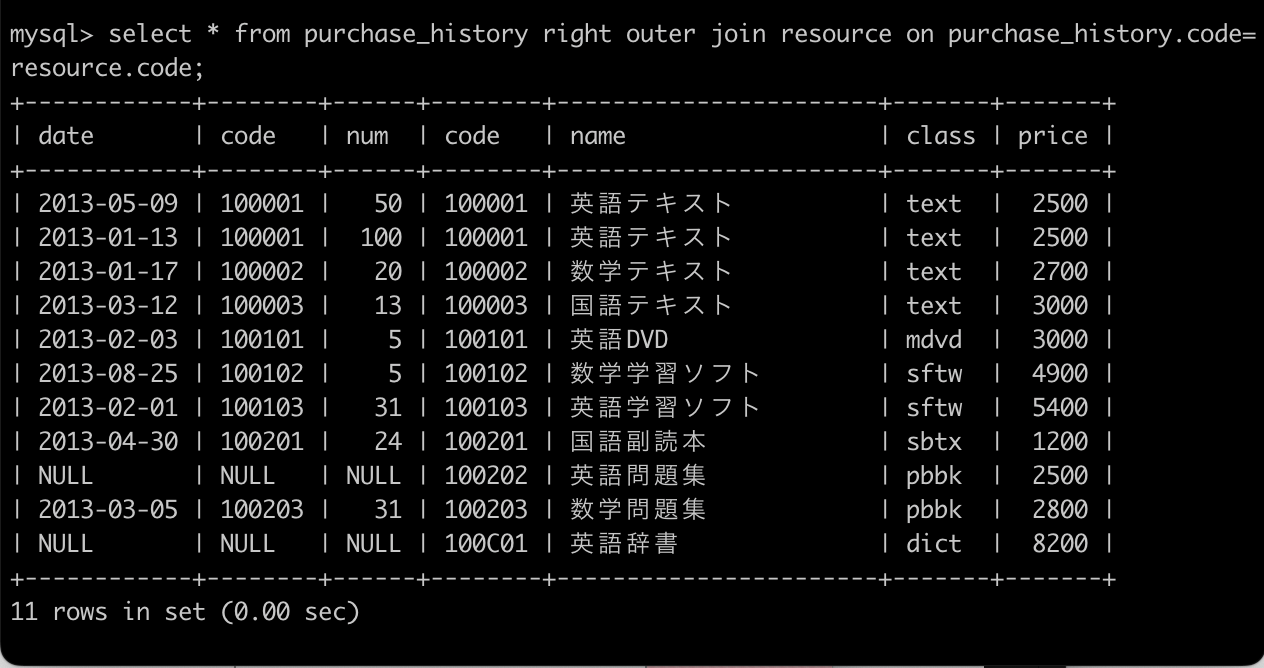 mysql> select * from purchase_history right outer join resource on purchase_history.code=
resource.code;
+------------+--------+------+--------+-----------------------+-------+-------+
| date       | code   | num  | code   | name                  | class | price |
+------------+--------+------+--------+-----------------------+-------+-------+
| 2013-05-09 | 100001 |   50 | 100001 | 英語テキスト          | text  |  2500 |
| 2013-01-13 | 100001 |  100 | 100001 | 英語テキスト          | text  |  2500 |
| 2013-01-17 | 100002 |   20 | 100002 | 数学テキスト          | text  |  2700 |
| 2013-03-12 | 100003 |   13 | 100003 | 国語テキスト          | text  |  3000 |
| 2013-02-03 | 100101 |    5 | 100101 | 英語DVD               | mdvd  |  3000 |
| 2013-08-25 | 100102 |    5 | 100102 | 数学学習ソフト        | sftw  |  4900 |
| 2013-02-01 | 100103 |   31 | 100103 | 英語学習ソフト        | sftw  |  5400 |
| 2013-04-30 | 100201 |   24 | 100201 | 国語副読本            | sbtx  |  1200 |
| NULL       | NULL   | NULL | 100202 | 英語問題集            | pbbk  |  2500 |
| 2013-03-05 | 100203 |   31 | 100203 | 数学問題集            | pbbk  |  2800 |
| NULL       | NULL   | NULL | 100C01 | 英語辞書              | dict  |  8200 |
+------------+--------+------+--------+-----------------------+-------+-------+
11 rows in set (0.00 sec)